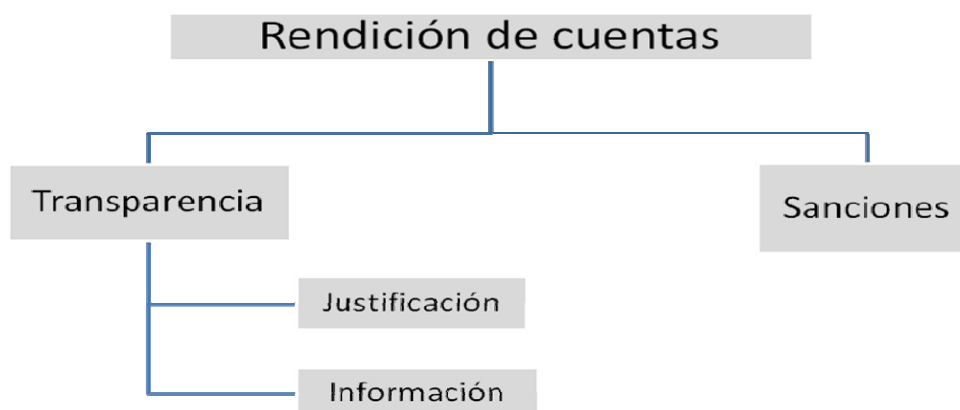 Rendición de cuentas
Transparencia
Sanciones
Justificación
Información